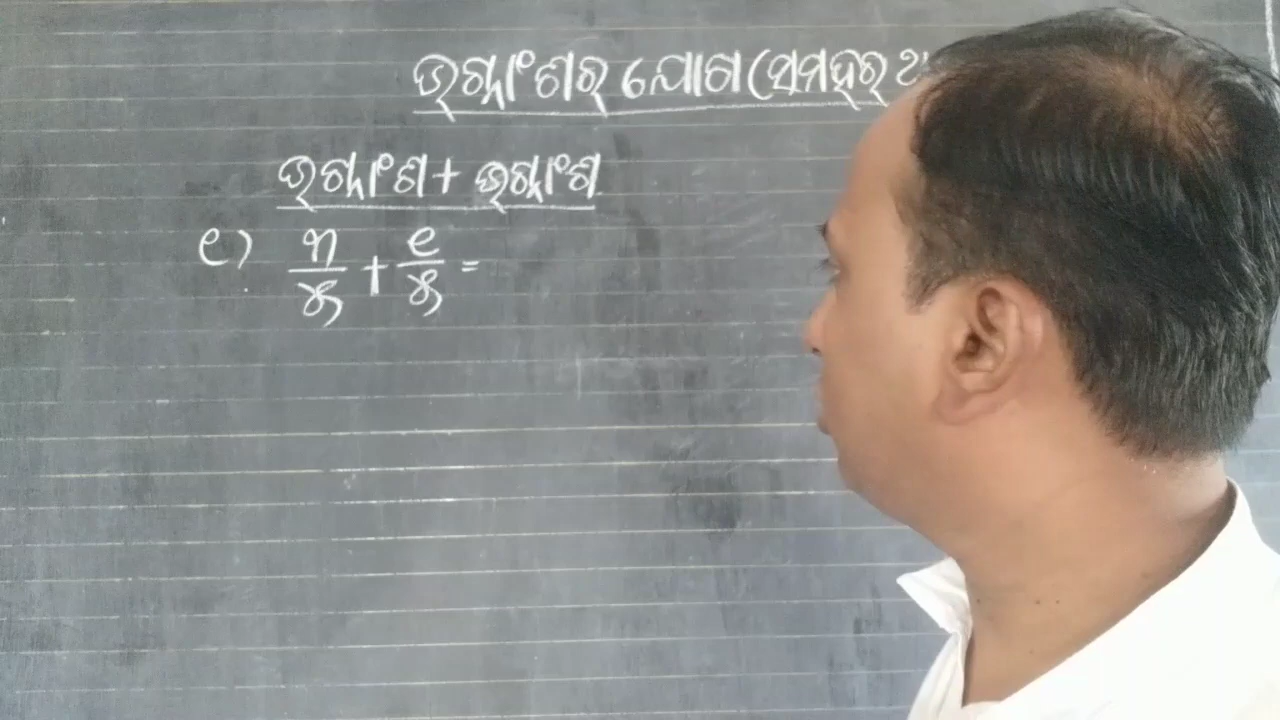 ଭଗ୍ନାଂଶର ଯୋଗ (ସମହର
ଭଗ୍ନାଂଶ + ଭଗ୍ନାଂଶ
୧) ୩/୫ + ୧/୫ =